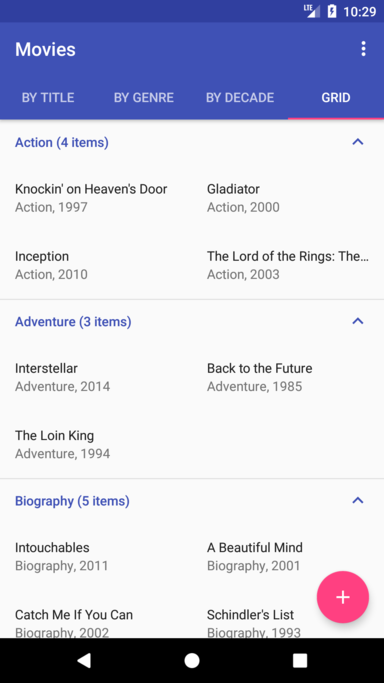 LTE 10:29
Movies
BY TITLE BY GENRE BY DECADE GRID
Action (4 items)
Knockin' on Heaven's Door Gladiator
Action, 1997 Action, 2000
Inception The Lord of the Rings: The...
Action, 2010 Action, 2003
Adventure (3 items)
Interstellar Back to the Future
Adventure, 2014 Adventure, 1985
The Loin King
Adventure, 1994
Biography (5 items)
Intouchables A Beautiful Mind
Biography, 2011 Biography, 2001
Catch Me If You Can Schindler's List
Biography, 2002 Biography, 1993